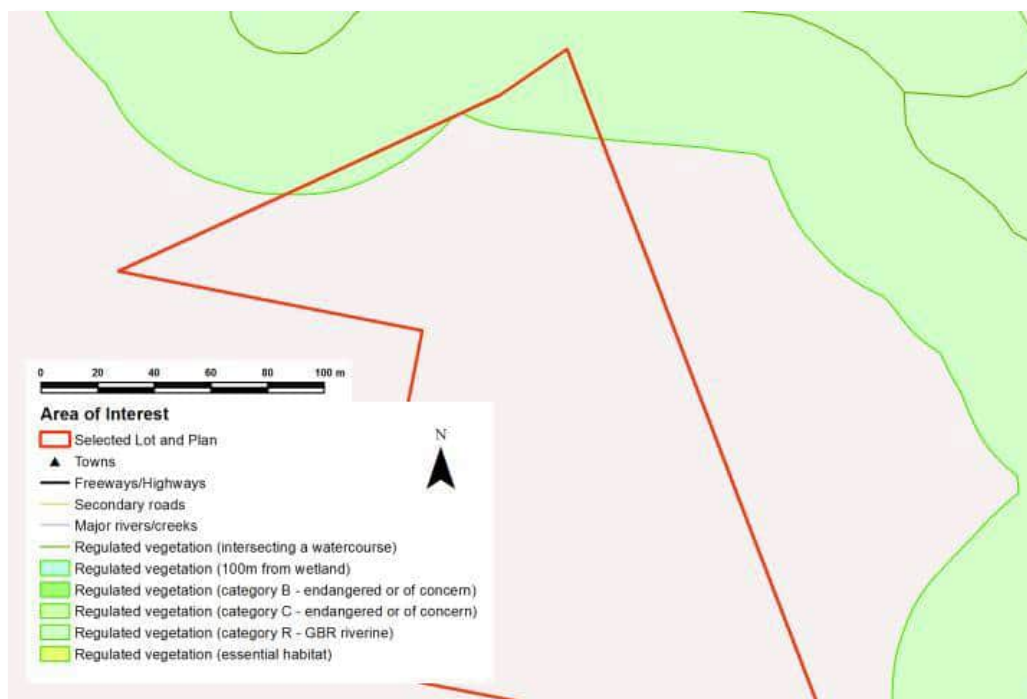 0 20 40 60 80 100 m
Area of Interest
Selected Lot and Plan
Towns
Freeways/Highways
Secondary roads
Major rivers/creeks
Regulated vegetation (intersecting a watercourse)
Regulated vegetation (100m from wetland)
Regulated vegetation (category B - endangered or of concern)
Regulated vegetation (category C - endangered or of concern)
Regulated vegetation (category R - GBR riverine)
Regulated vegetation (essential habitat)
N